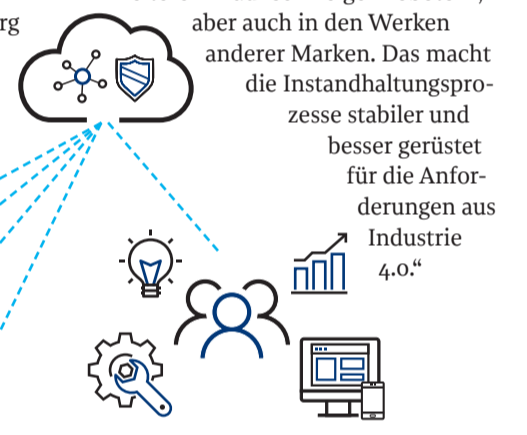 rg
aber auch in den Werken
anderer Marken. Das macht
die Instandhaltungspro-
zesse stabiler und
besser gerüstet
für die Anfor-
derungen aus
Industrie
4.0.“